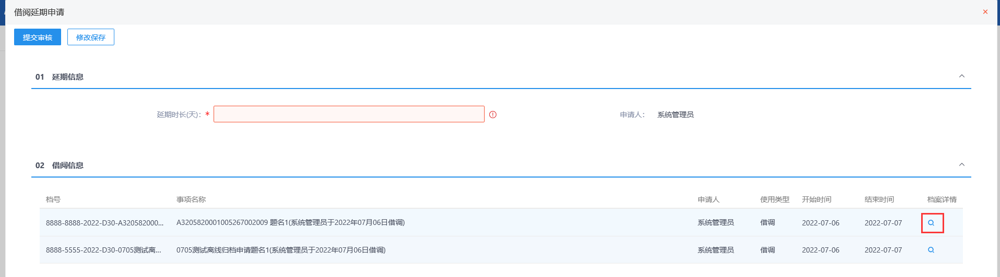 借阅延期申请
提交审核 修改保存
01 延期信息
延期时长(天): * 申请人: 系统管理员
02 借阅信息
档号 事项名称 申请人 使用类型 开始时间 结束时间 档案详情
8888-8888-2022-D30-A320582000... A3205820001005267002009 题名1(系统管理员于2022年07月06日借调) 系统管理员 借调 2022-07-06 2022-07-07
8888-5555-2022-D30-0705测试离... 0705测试离线归档申请题名1(系统管理员于2022年07月06日借调) 系统管理员 借调 2022-07-06 2022-07-07